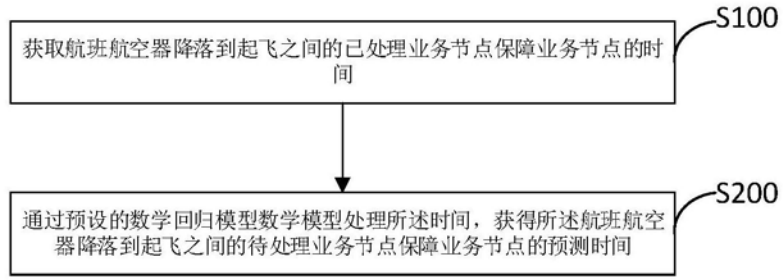 S100
获取航班航空器降落到起飞之间的已处理业务节点保障业务节点的时
间
S200
通过预设的数学回归模型数学模型处理所述时间，获得所述航班航空
器降落到起飞之间的待处理业务节点保障业务节点的预测时间